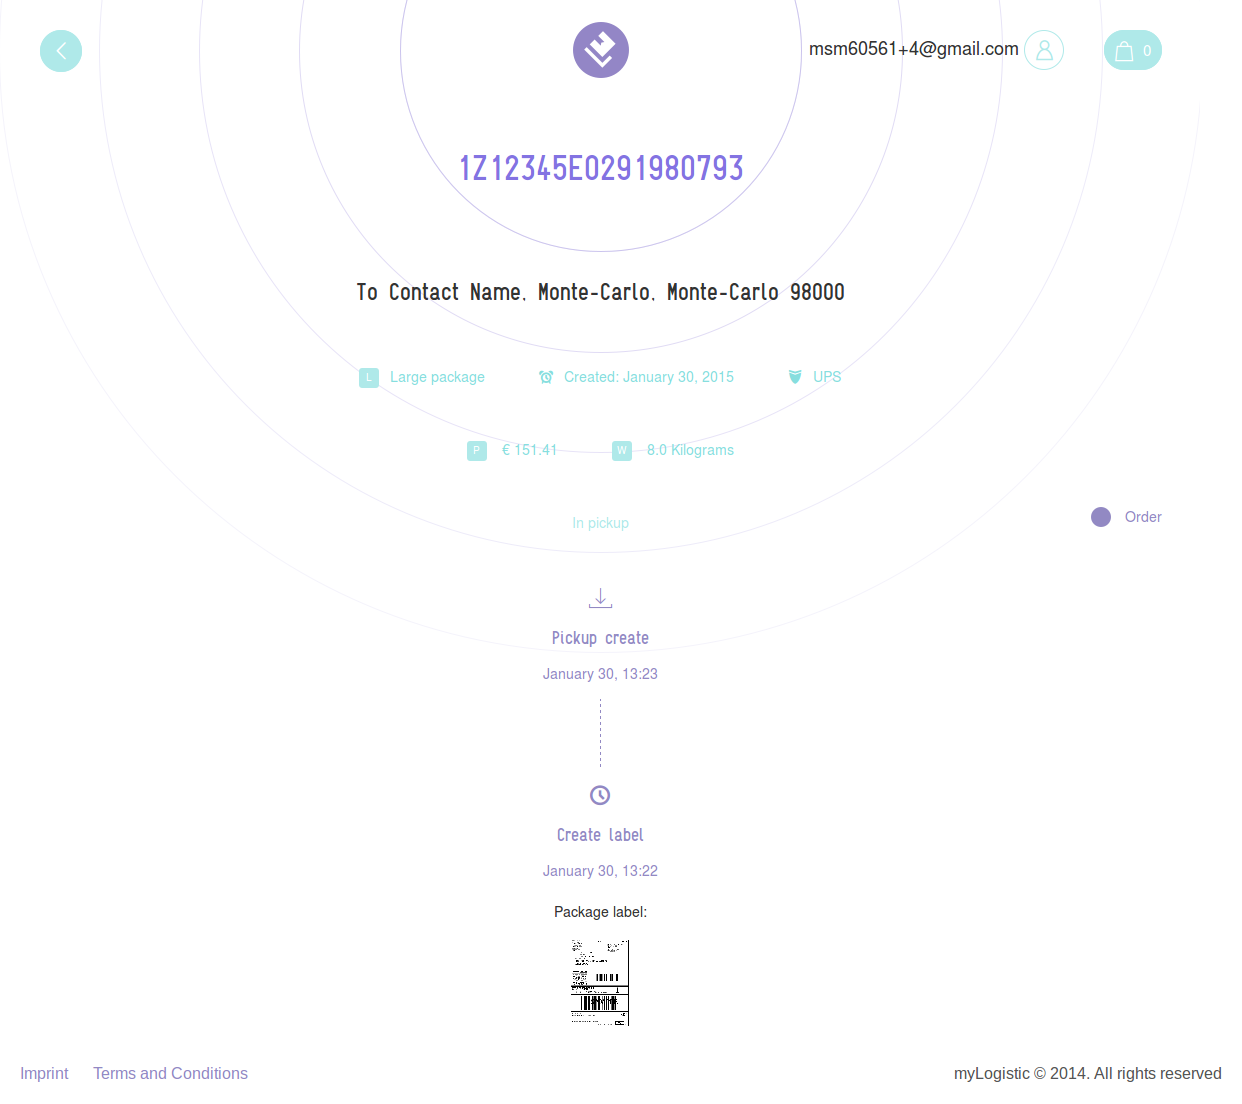 msm60561+4@gmail.com
0
1Z12345E0291980793
To Contact Name, Monte-Carlo, Monte-Carlo 98000
L Large package Created: January 30, 2015 UPS
P € 151.41 W 8.0 Kilograms
In pickup
Order
Pickup create
January 30, 13:23
Create label
January 30, 13:22
Package label:
Imprint Terms and Conditions
myLogistic © 2014. All rights reserved